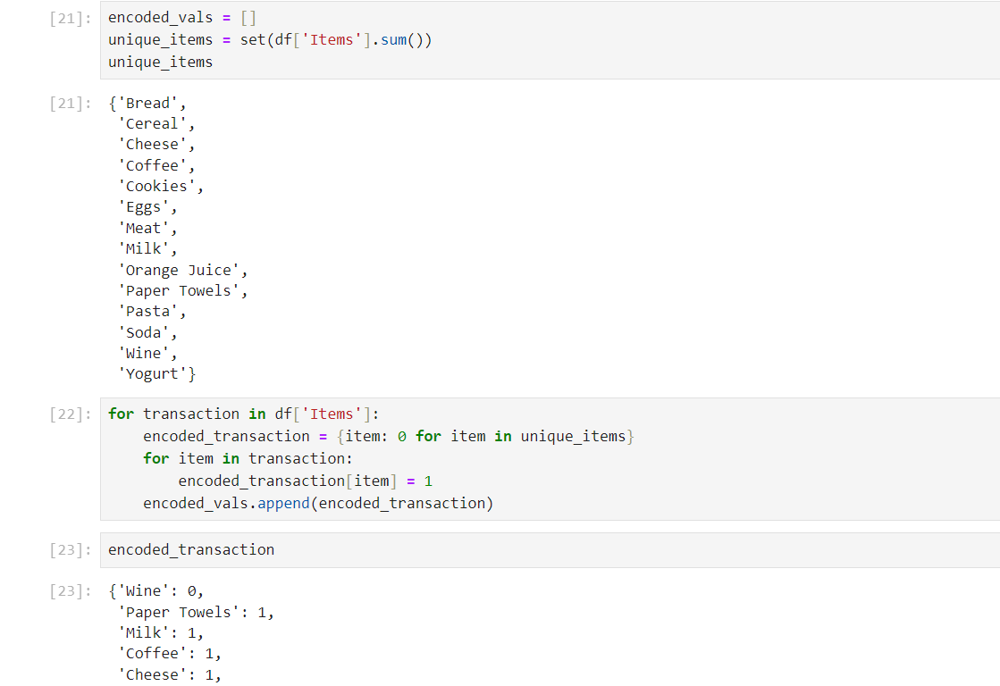 [21]: encoded_vals = []
unique_items = set(df['Items'].sum())
unique_items
[21]: {'Bread',
'Cereal',
'Cheese',
'Coffee',
'Cookies',
'Eggs',
'Meat',
'Milk',
'Orange Juice',
'Paper Towels',
'Pasta',
'Soda',
'Wine',
'Yogurt'}
[22]: for transaction in df['Items']:
    encoded_transaction = {item: 0 for item in unique_items}
    for item in transaction:
        encoded_transaction[item] = 1
    encoded_vals.append(encoded_transaction)
[23]: encoded_transaction
[23]: {'Wine': 0,
'Paper Towels': 1,
'Milk': 1,
'Coffee': 1,
'Cheese': 1,